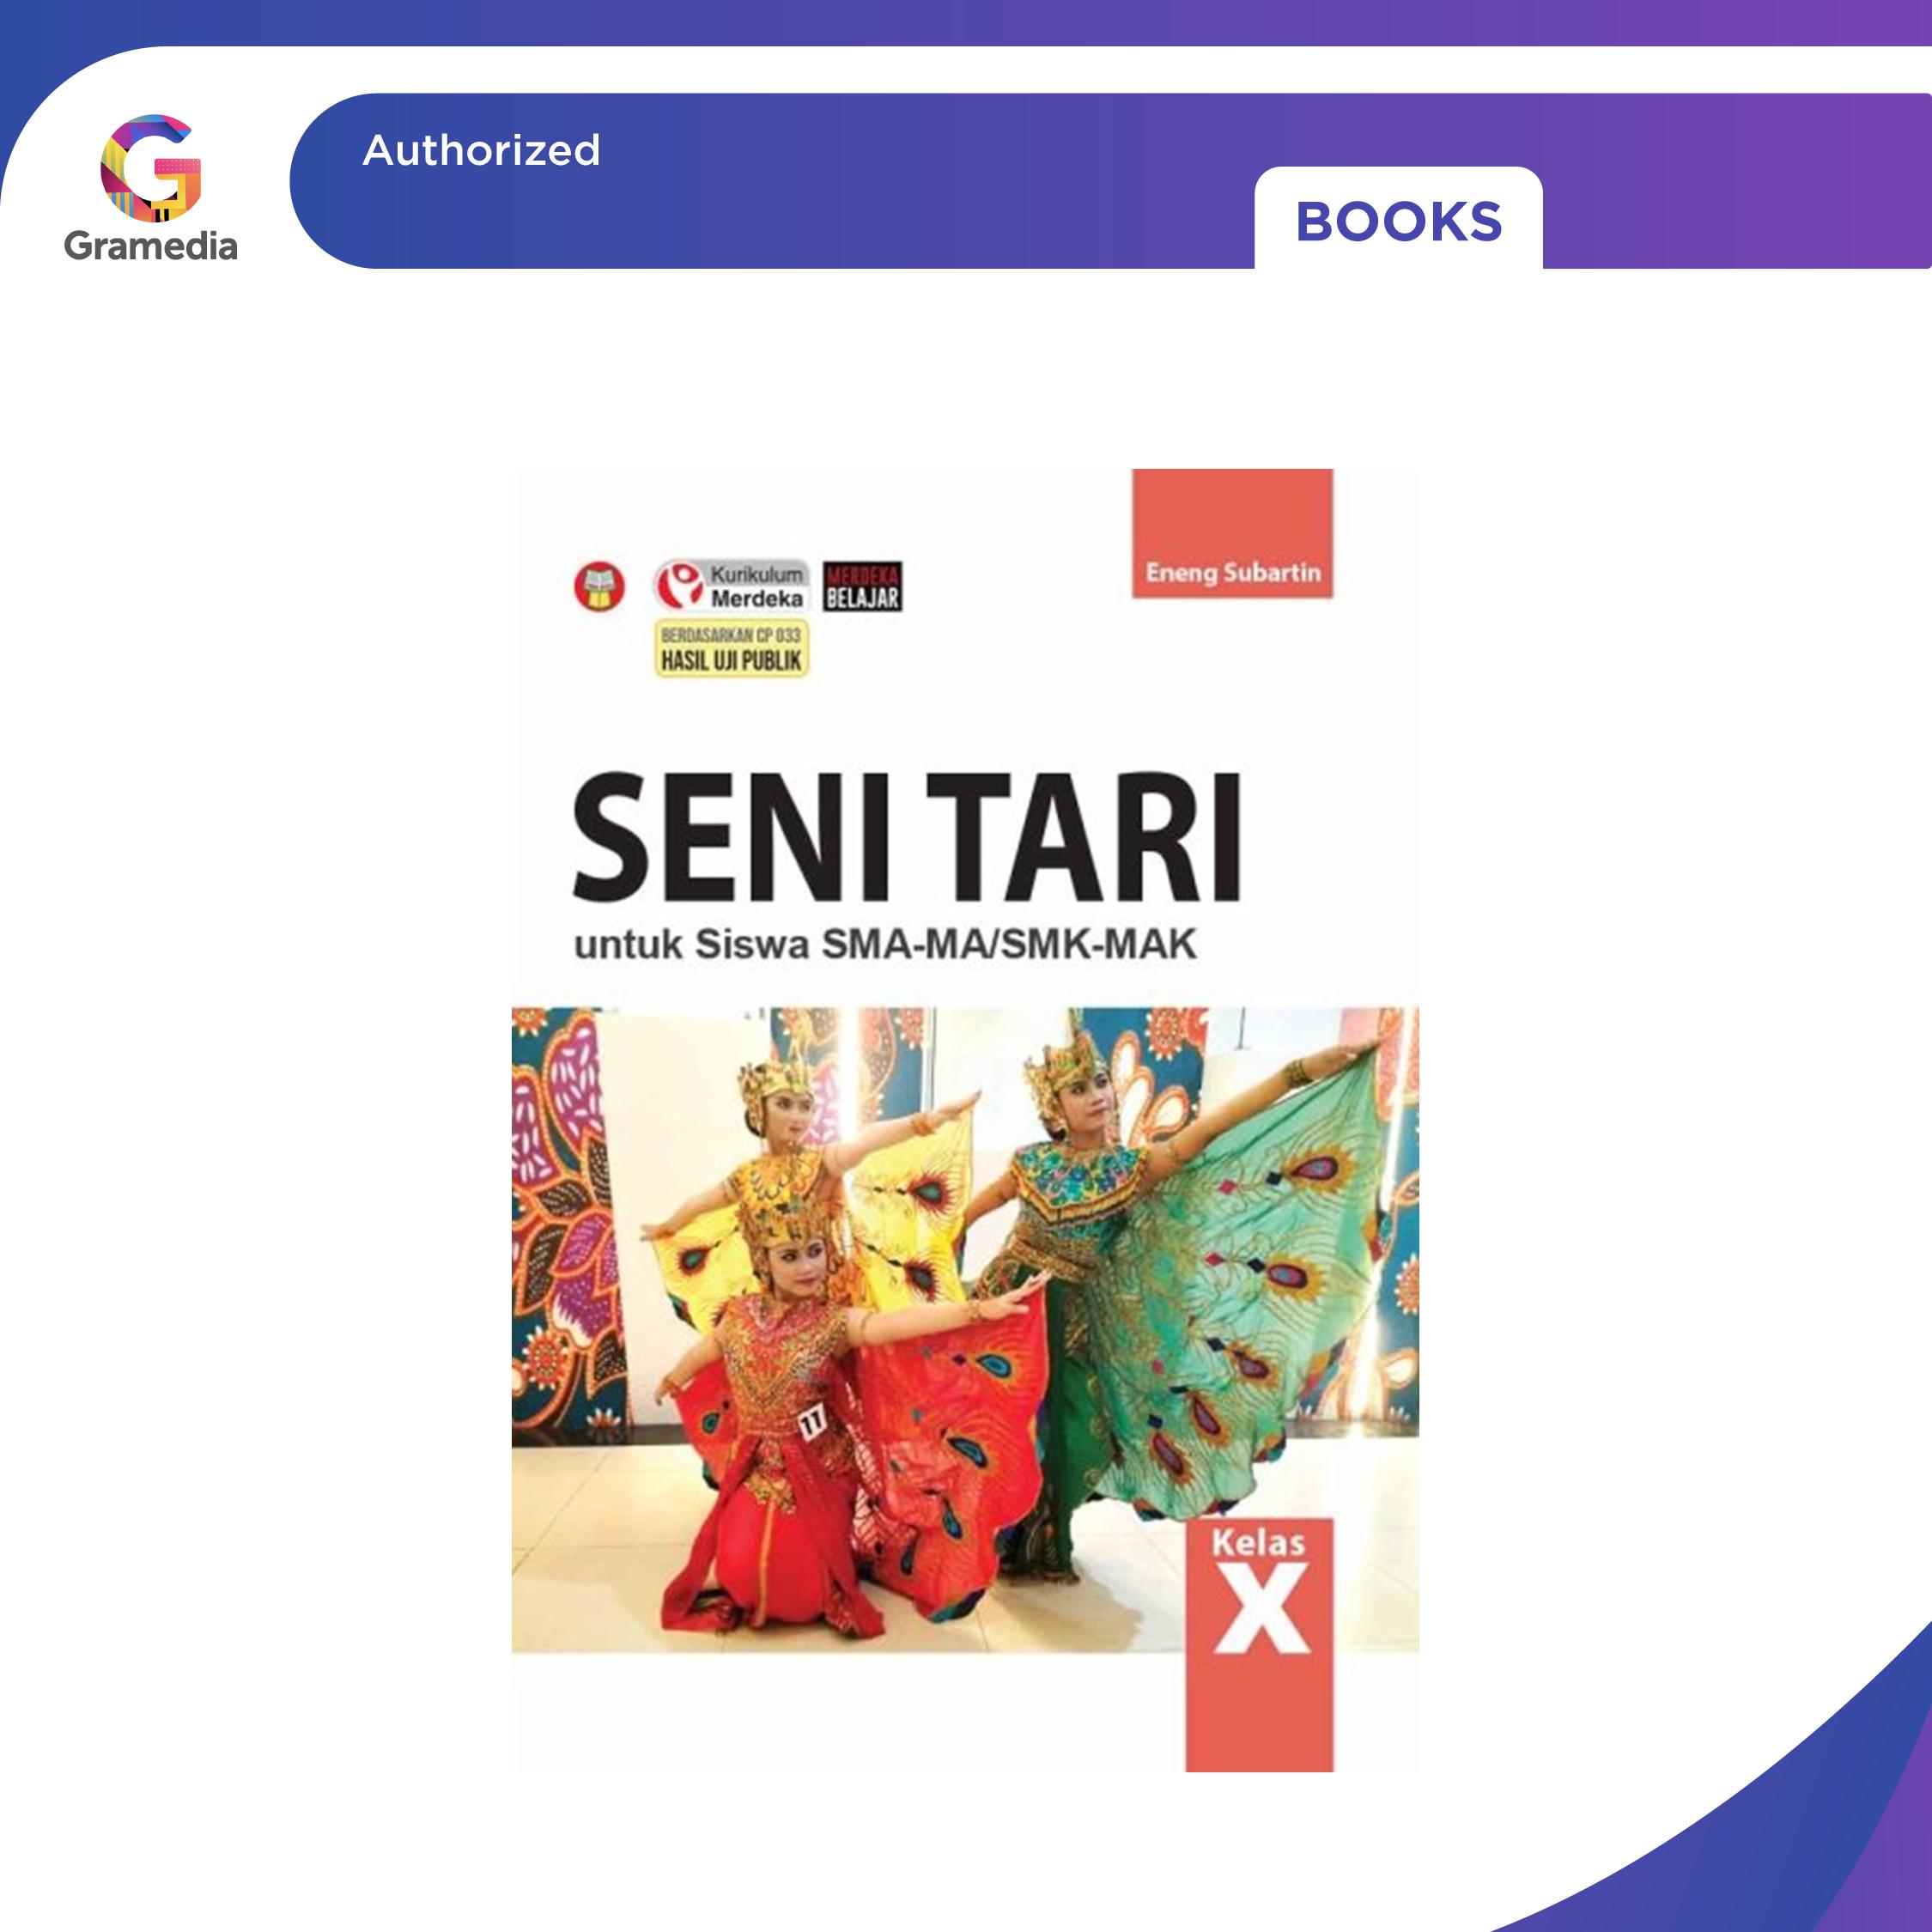 Authorized
Gramedia
BOOKS
Eneng Subartin
Kurikulum
Merdeka
MERDEKA
BELAJAR
BERDASARKAN CP 033
HASIL UJI PUBLIK
SENI TARI
untuk Siswa SMA-MA/SMK-MAK
11
Kelas
X